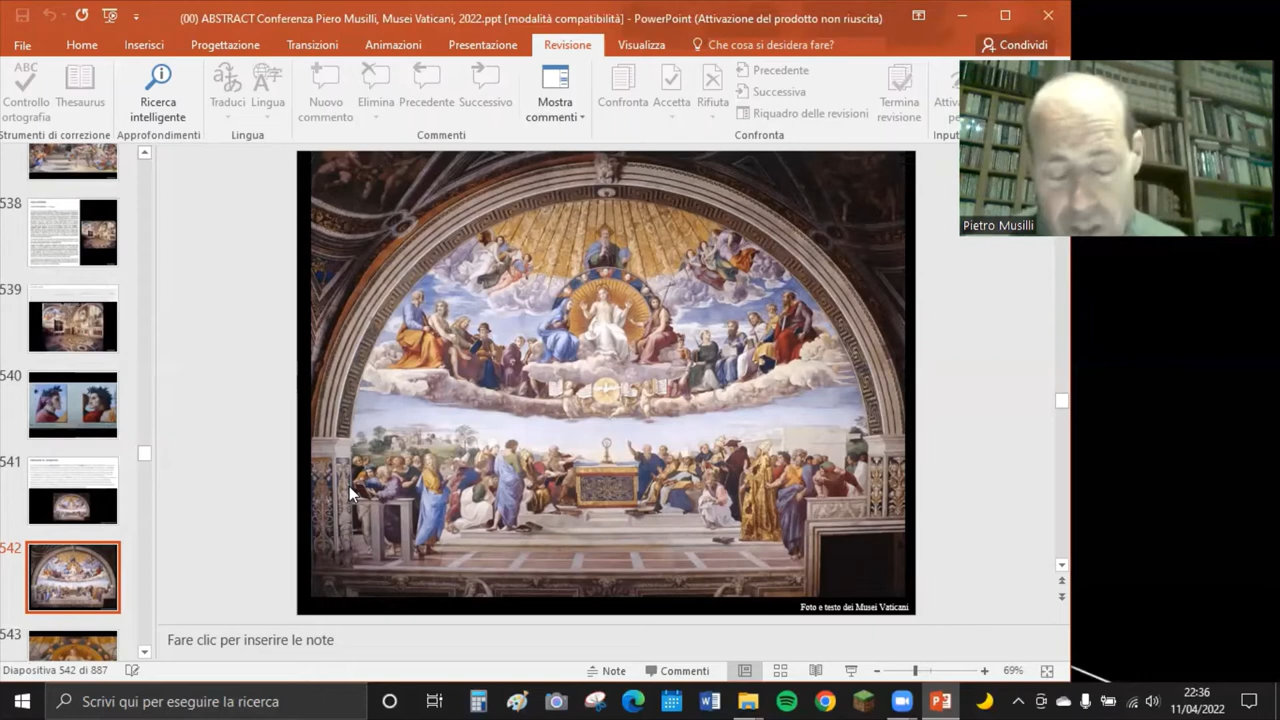 (00) ABSTRACT Conferenza Piero Musilli, Musei Vaticani, 2022.ppt [modalità compatibilità] - PowerPoint (Attivazione del prodotto non riuscita)
File Home Inserisci Progettazione Transizioni Animazioni Presentazione Revisione Visualizza Che cosa si desidera fare? Condividi
ABC
Controllo ortografia
Thesaurus
Ricerca intelligente
Traduci
Lingua
Nuovo commento
Elimina
Precedente
Successivo
Mostra commenti
Confronta
Accetta
Rifiuta
Precedente
Successiva
Riquadro delle revisioni
Termina revisione
Attiva
pen
Strumenti di correzione Approfondimenti Lingua Commenti Confronta Input
Pietro Musilli
538
539
540
541
542
543
Foto e testo dei Musei Vaticani
Fare clic per inserire le note
Diapositiva 542 di 887 Note Commenti 69%
Scrivi qui per eseguire la ricerca
22:36
11/04/2022